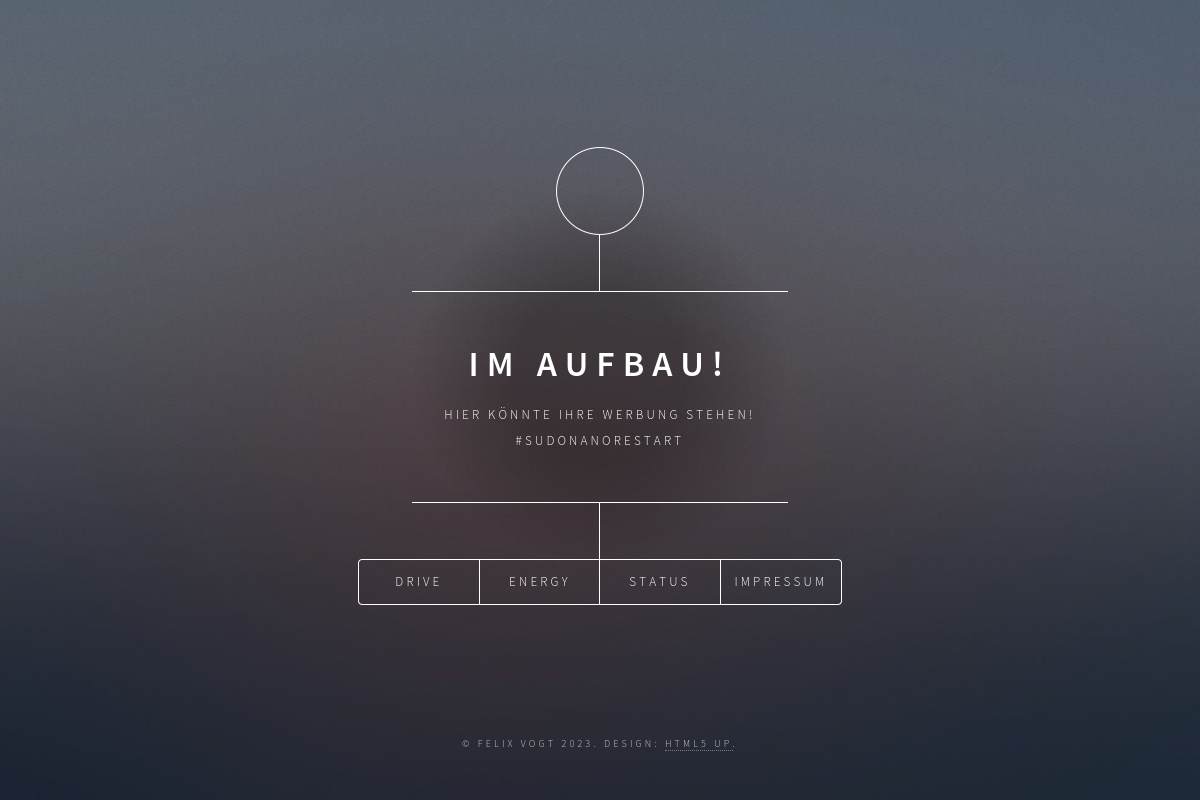 IM AUFBAU!
HIER KÖNNTE IHRE WERBUNG STEHEN!
#SUDONANORESTART
DRIVE
ENERGY
STATUS
IMPRESSUM
© FELIX VOGT 2023. DESIGN: HTML5 UP.